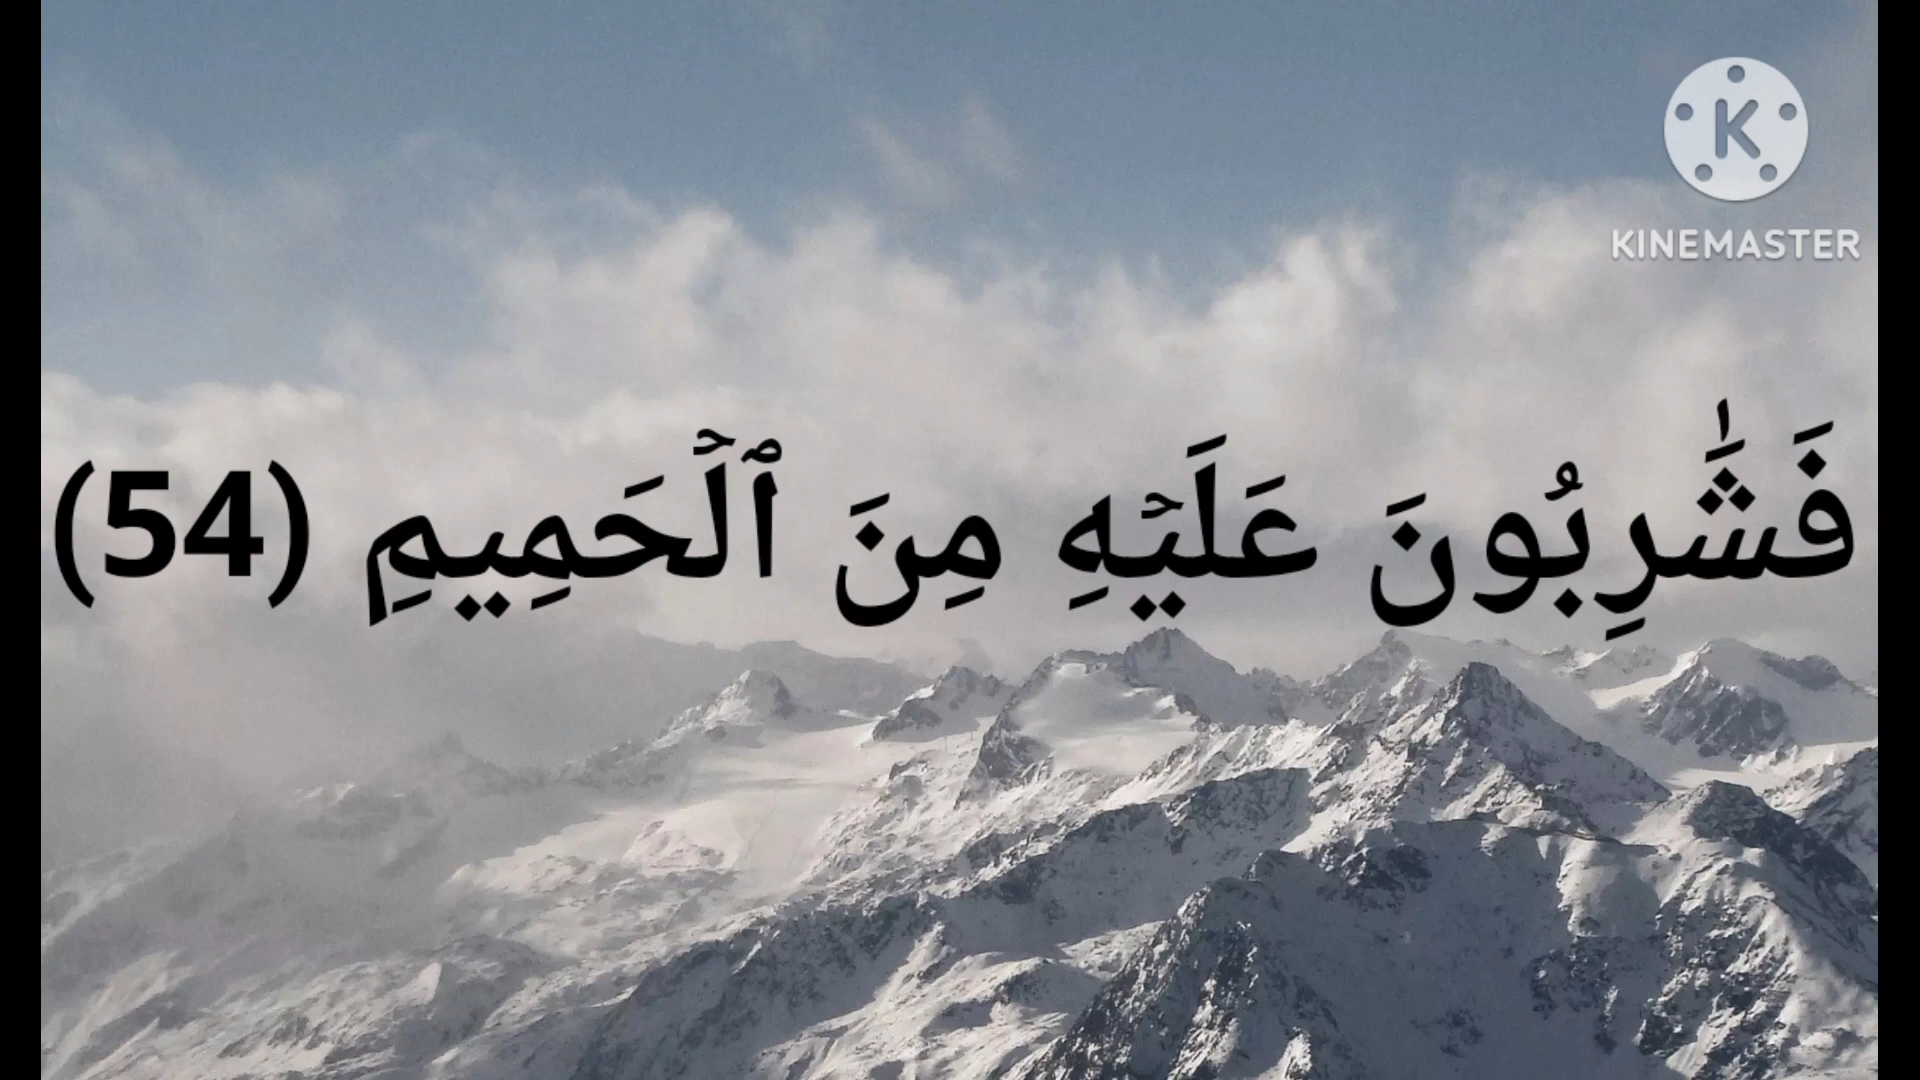 KINEMASTER
فَشَٰرِبُونَ عَلَيۡهِ مِنَ ٱلۡحَمِيمِ (54)